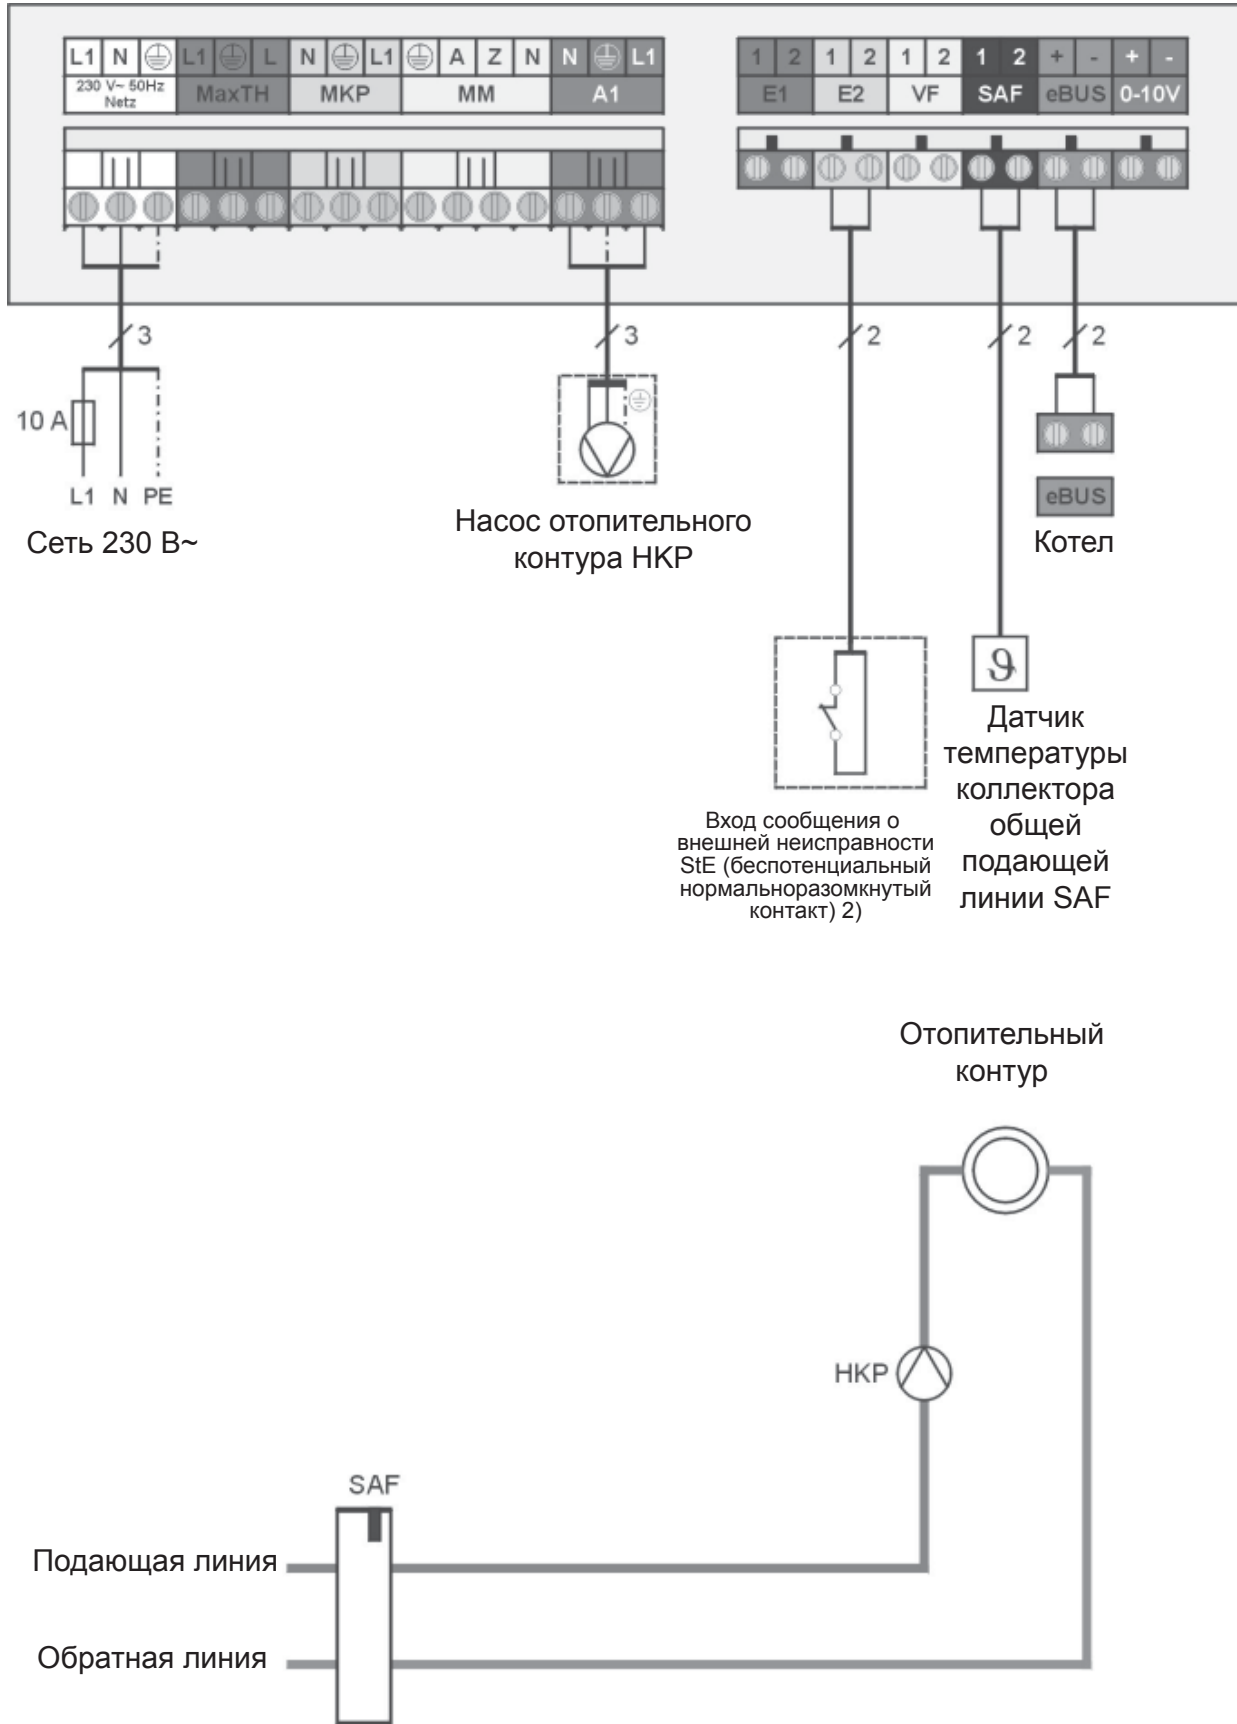 L1 N L1 L N L1 A Z N N L1
230 V~ 50Hz
Netz
MaxTH MKP MM A1
1 2 1 2 1 2 1 2 + - + -
E1 E2 VF SAF eBUS 0-10V
3 3 2 2 2
10 A
L1 N PE
Сеть 230 В~
Насос отопительного
контура HKP
eBUS
Котел
ϑ
Датчик
температуры
коллектора
общей
подающей
линии SAF
Вход сообщения о
внешней неисправности
StE (беспотенциальный
нормальноразомкнутый
контакт) 2)
Отопительный
контур
HKP
SAF
Подающая линия
Обратная линия